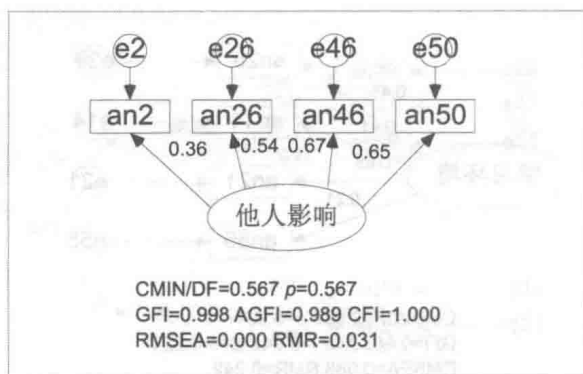 e2 e26 e46 e50
an2 an26 an46 an50
0.36 0.54 0.67 0.65
他人影响
CMIN/DF=0.567 p=0.567
GFI=0.998 AGFI=0.989 CFI=1.000
RMSEA=0.000 RMR=0.031